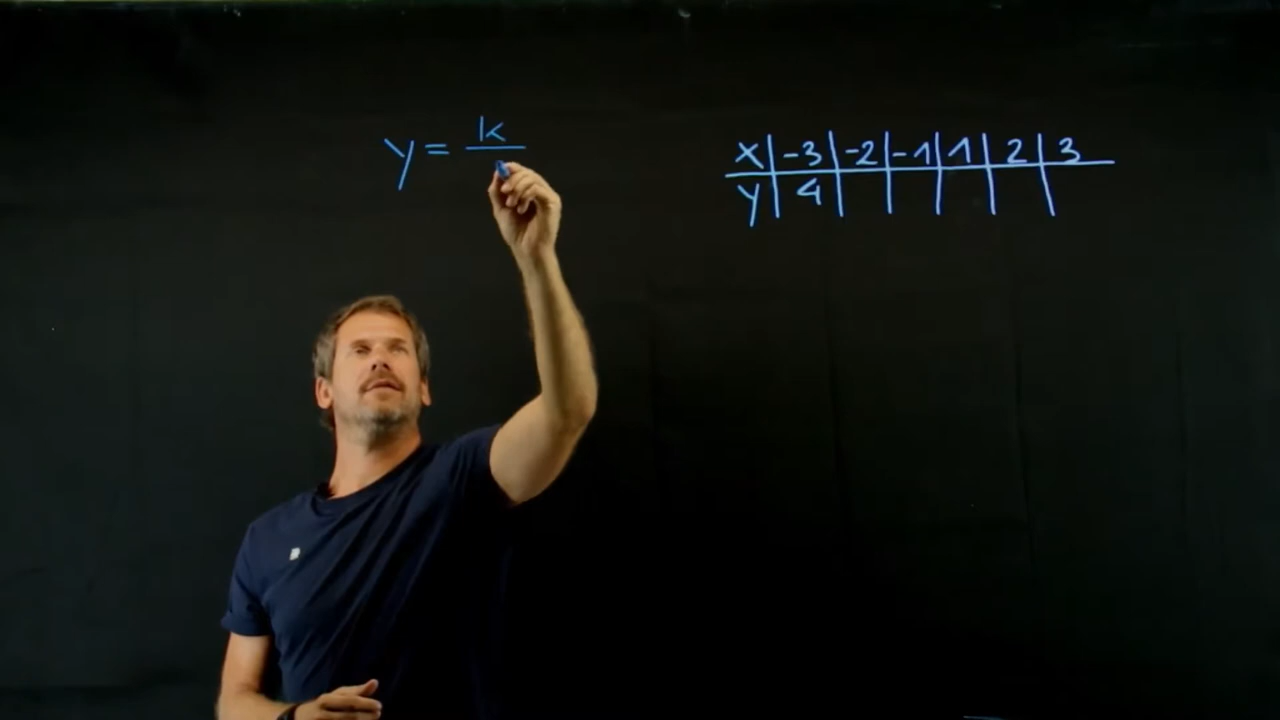 y = k
x | -3 | -2 | -1 | 1 | 2 | 3
y | 4 | | | | |